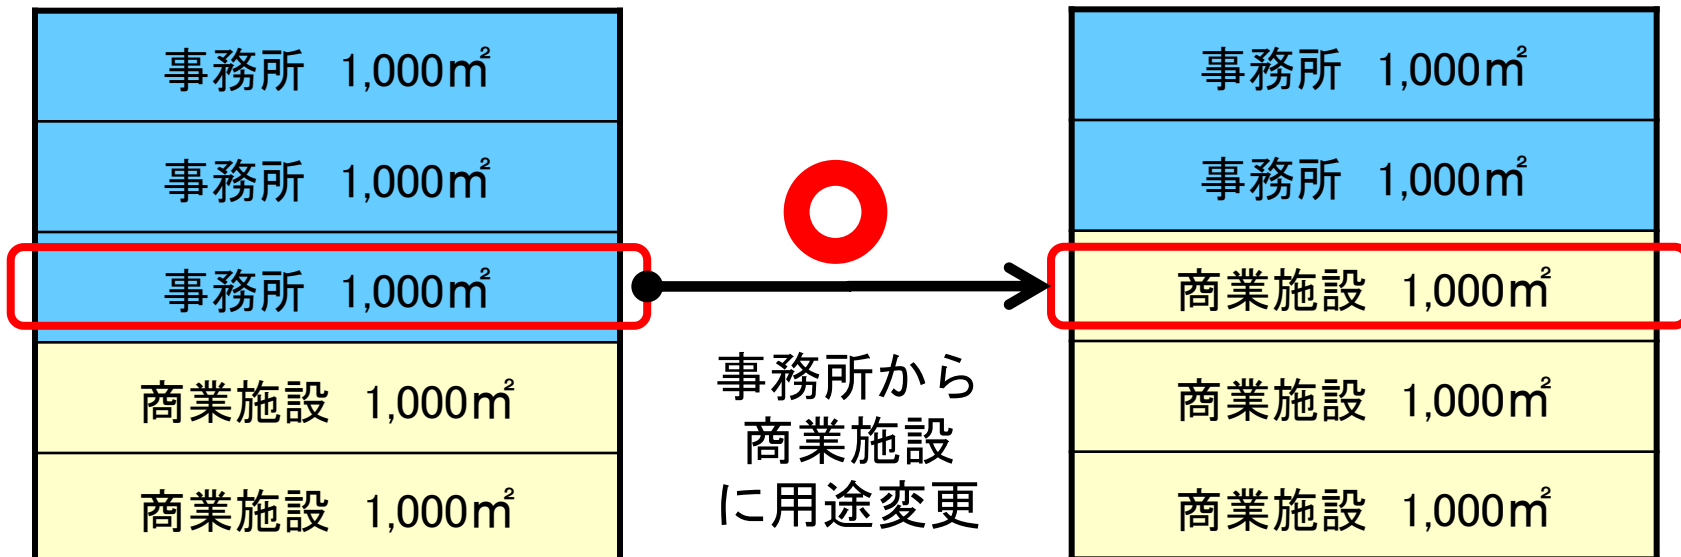 事務所　1,000㎡
事務所　1,000㎡
事務所　1,000㎡
商業施設　1,000㎡
商業施設　1,000㎡
事務所から
商業施設
に用途変更
事務所　1,000㎡
事務所　1,000㎡
商業施設　1,000㎡
商業施設　1,000㎡
商業施設　1,000㎡